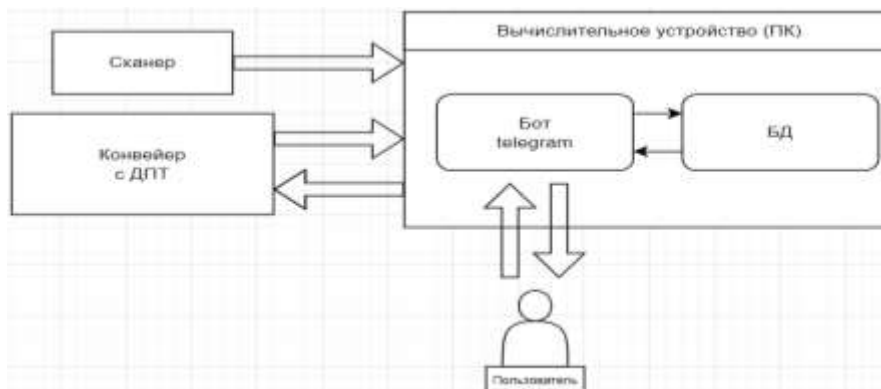 Вычислительное устройство (ПК)
Сканер
Бот
telegram
БД
Конвейер
с ДПТ
Пользователь